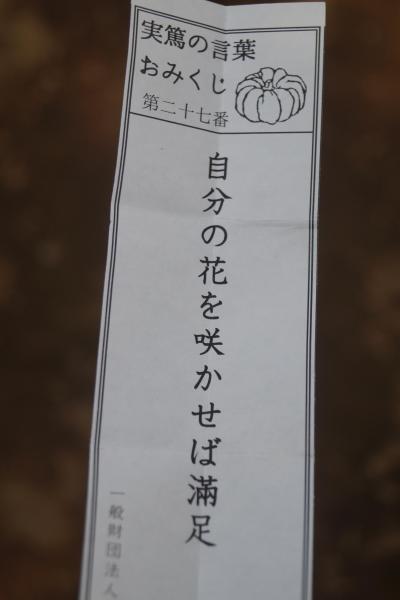 実篤の言葉
おみくじ
第二十七番
自分の花を咲かせば滿足
一般財団法人